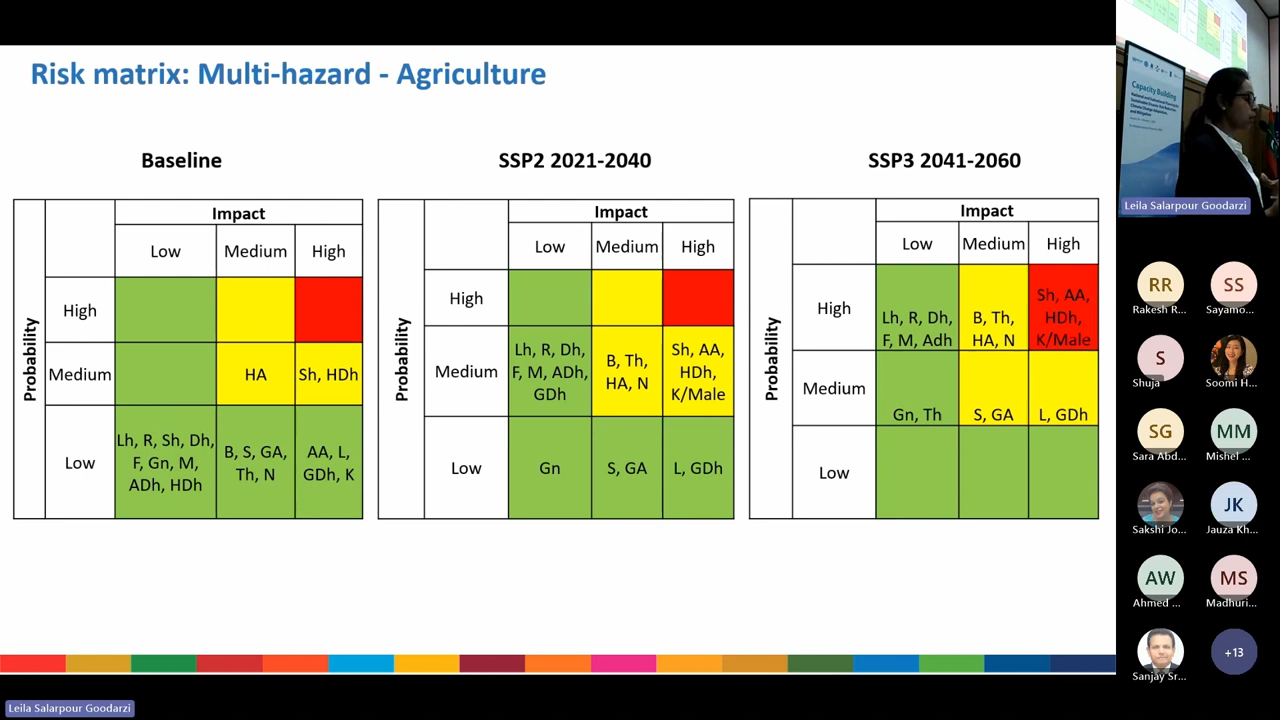 Risk matrix: Multi-hazard - Agriculture
Baseline
Probability
Impact
Low
Medium
High
High
Medium
HA
Sh, HDh
Low
Lh, R, Sh, Dh,
F, Gn, M,
ADh, HDh
B, S, GA,
Th, N
AA, L,
GDh, K
SSP2 2021-2040
Probability
Impact
Low
Medium
High
High
Medium
Lh, R, Dh,
F, M, ADh,
GDh
B, Th,
HA, N
Sh, AA,
HDh,
K/Male
Low
Gn
S, GA
L, GDh
SSP3 2041-2060
Probability
Impact
Low
Medium
High
High
Lh, R, Dh,
F, M, Adh
B, Th,
HA, N
Sh, AA,
HDh,
K/Male
Medium
Gn, Th
S, GA
L, GDh
Low
Capacity Building
Leila Salarpour Goodarzi
RR
Rakesh R...
SS
Sayamo...
S
Shuja
Soomi H...
SG
Sara Abd...
MM
Mishel ...
Sakshi Jo...
JK
Jauza Kh...
AW
Ahmed ...
MS
Madhuri...
Sanjay Sr...
+13
Leila Salarpour Goodarzi